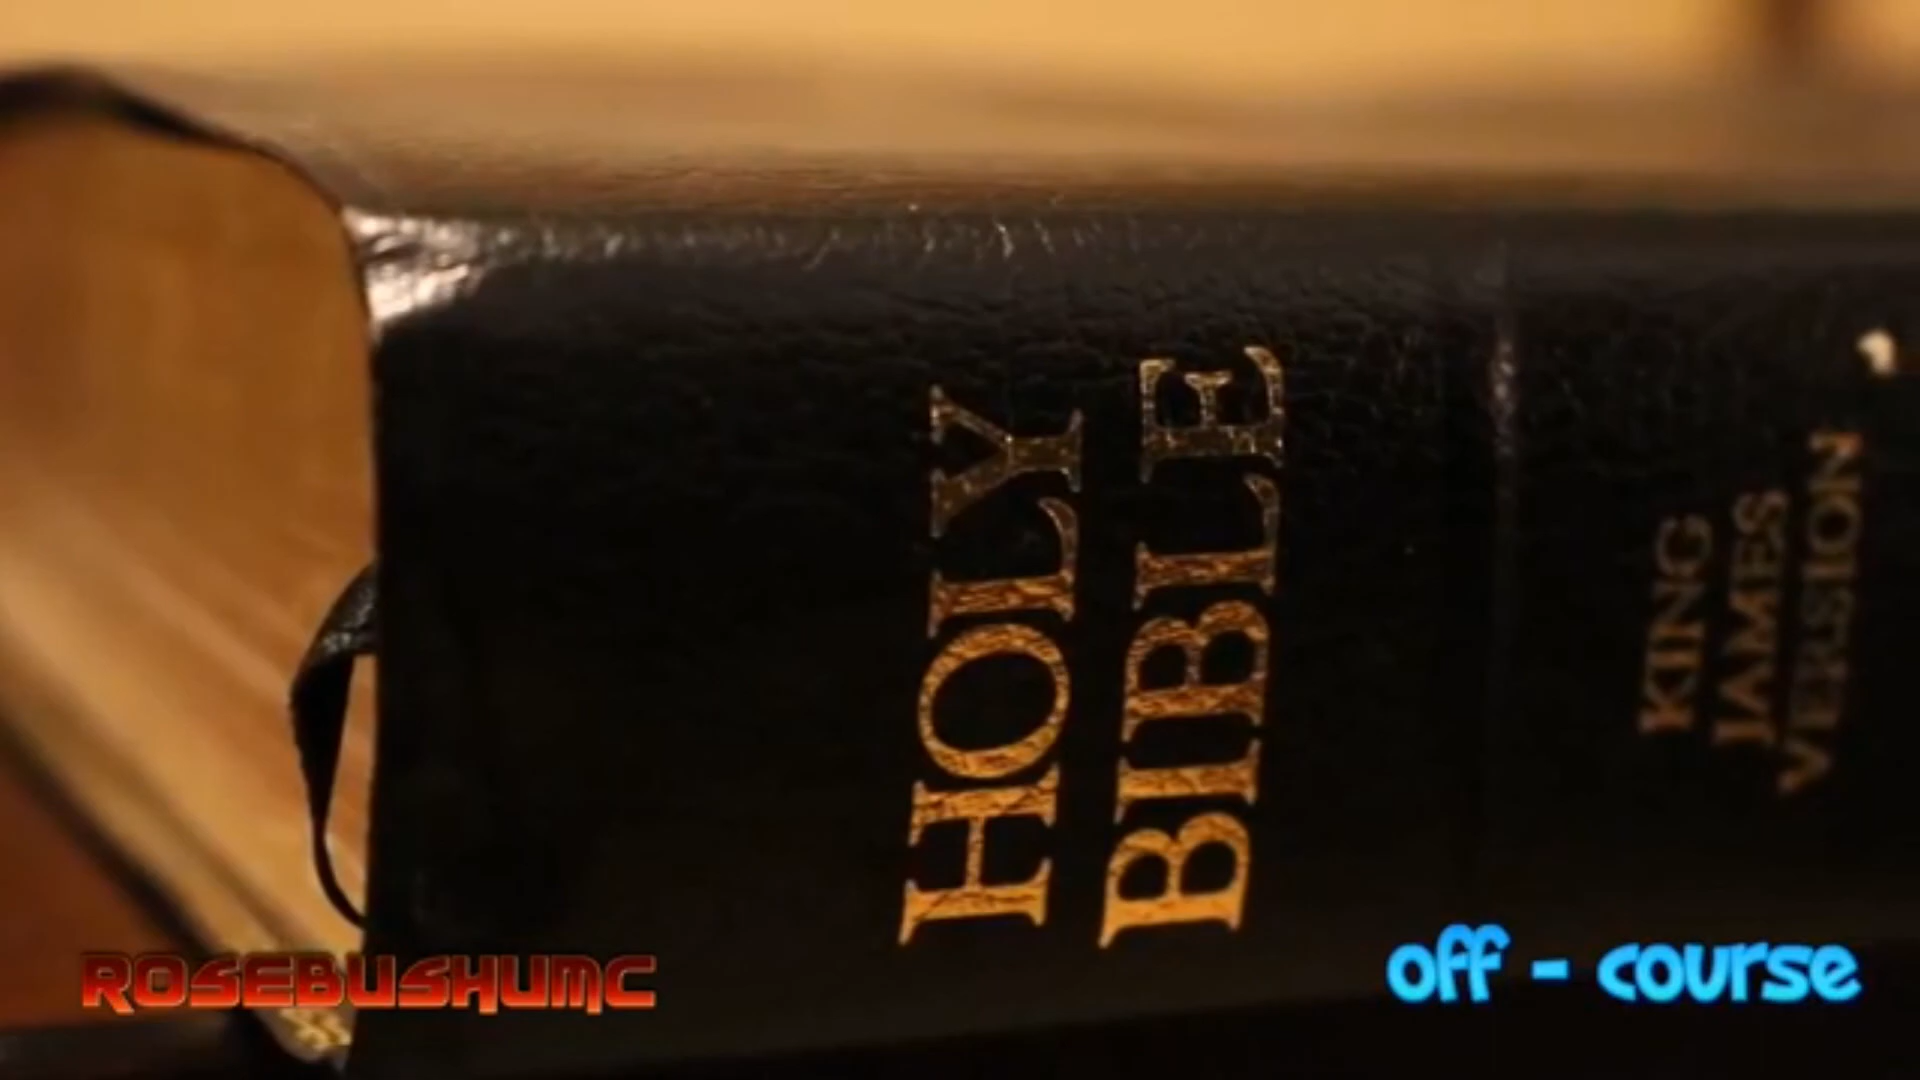 HOLY
BIBLE
KING
JAMES
VERSION
ROSEBUSHUMC
off - course